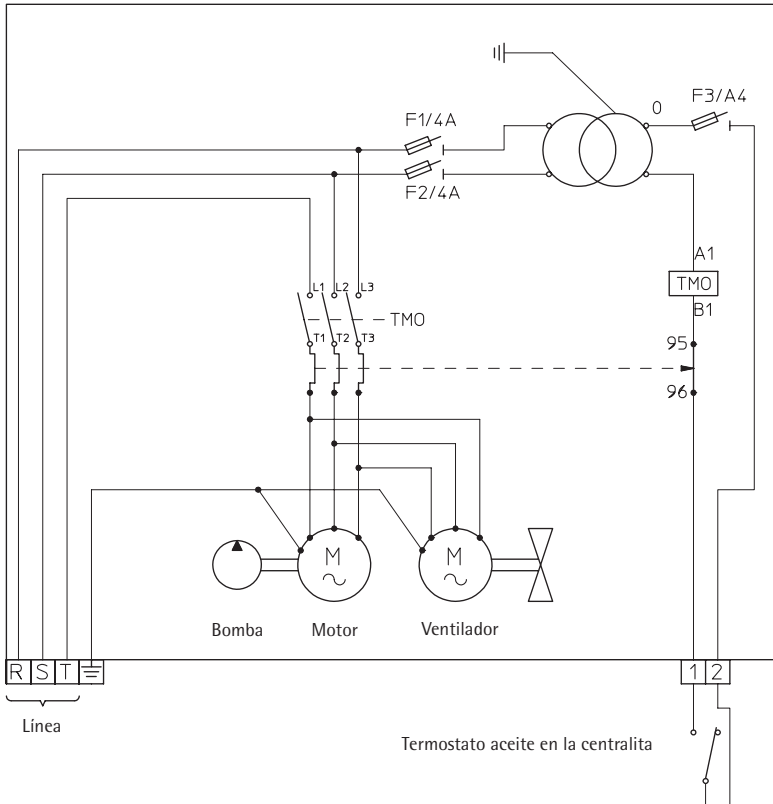 F1/4A
F2/4A
0
F3/A4
A1
TMO
B1
95
96
L1 L2 L3
TMO
T1 T2 T3
M
M
Bomba
Motor
Ventilador
R S T
1 2
Línea
Termostato aceite en la centralita